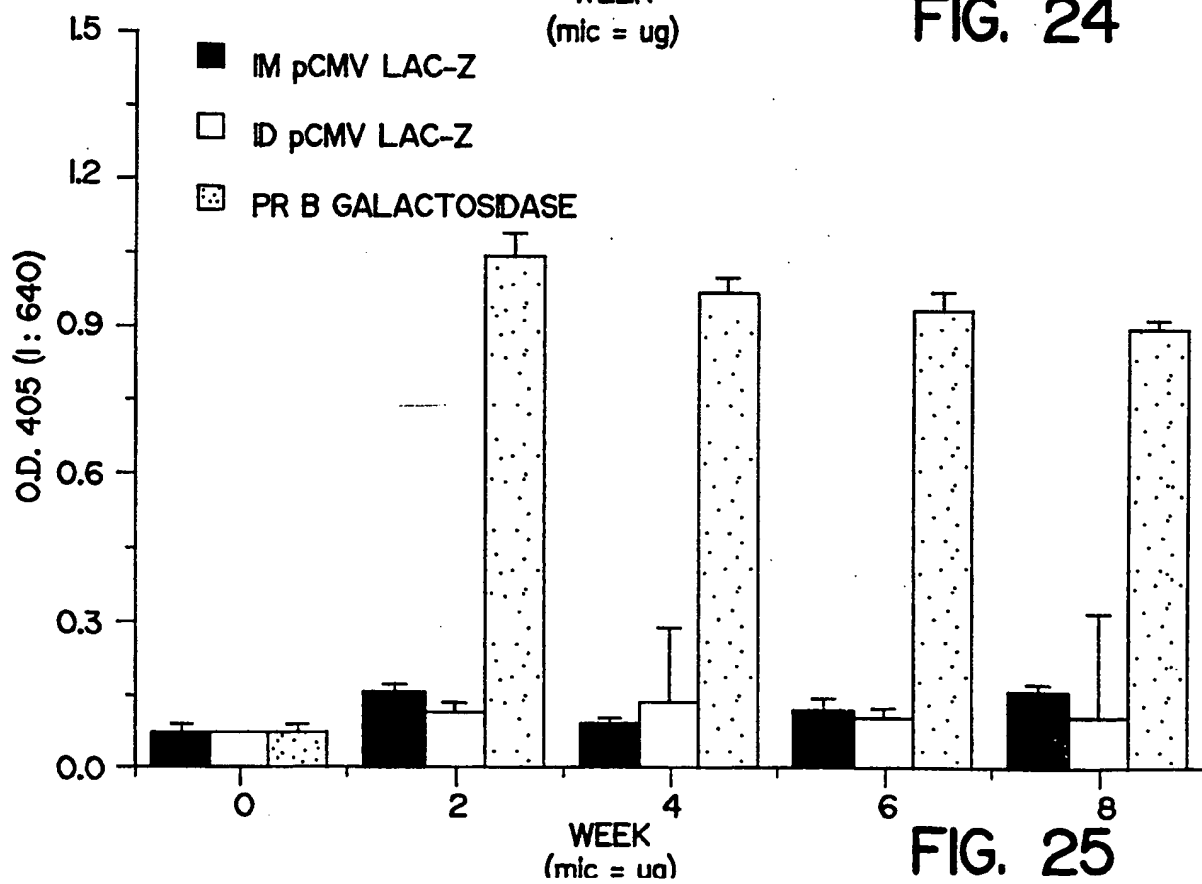 WEEK
(mic = ug)
FIG. 24
1.5
IM pCMV LAC-Z
ID pCMV LAC-Z
1.2
PR B GALACTOSIDASE
O.D. 405 (1: 640)
0.9
0.6
0.3
0.0
0 2 4 6 8
WEEK
(mic = ug)
FIG. 25